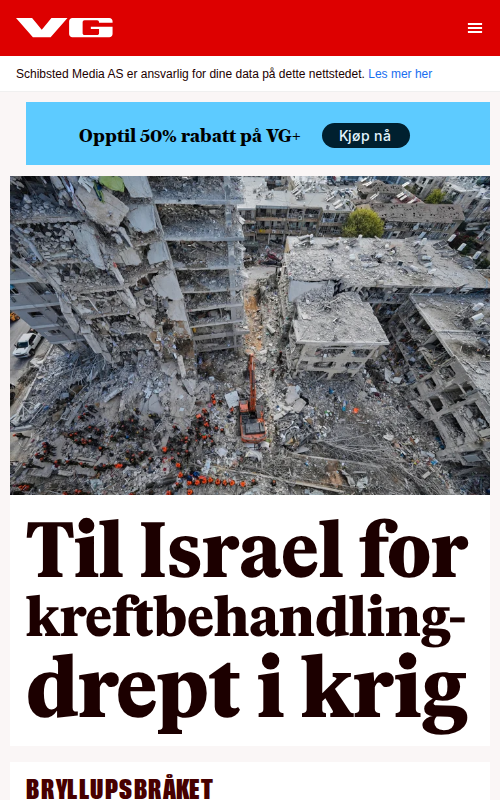 VG
Schibsted Media AS er ansvarlig for dine data på dette nettstedet. Les mer her
Opptil 50% rabatt på VG+ Kjøp nå
Til Israel for
kreftbehandling-
drept i krig
BRYLLUPSBRÅKET